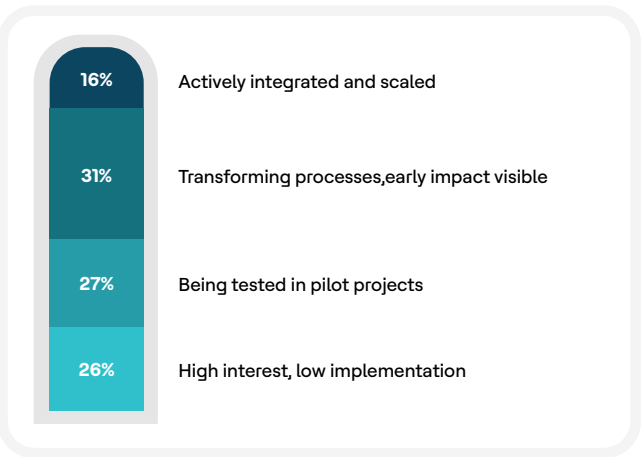 16% Actively integrated and scaled
31% Transforming processes,early impact visible
27% Being tested in pilot projects
26% High interest, low implementation